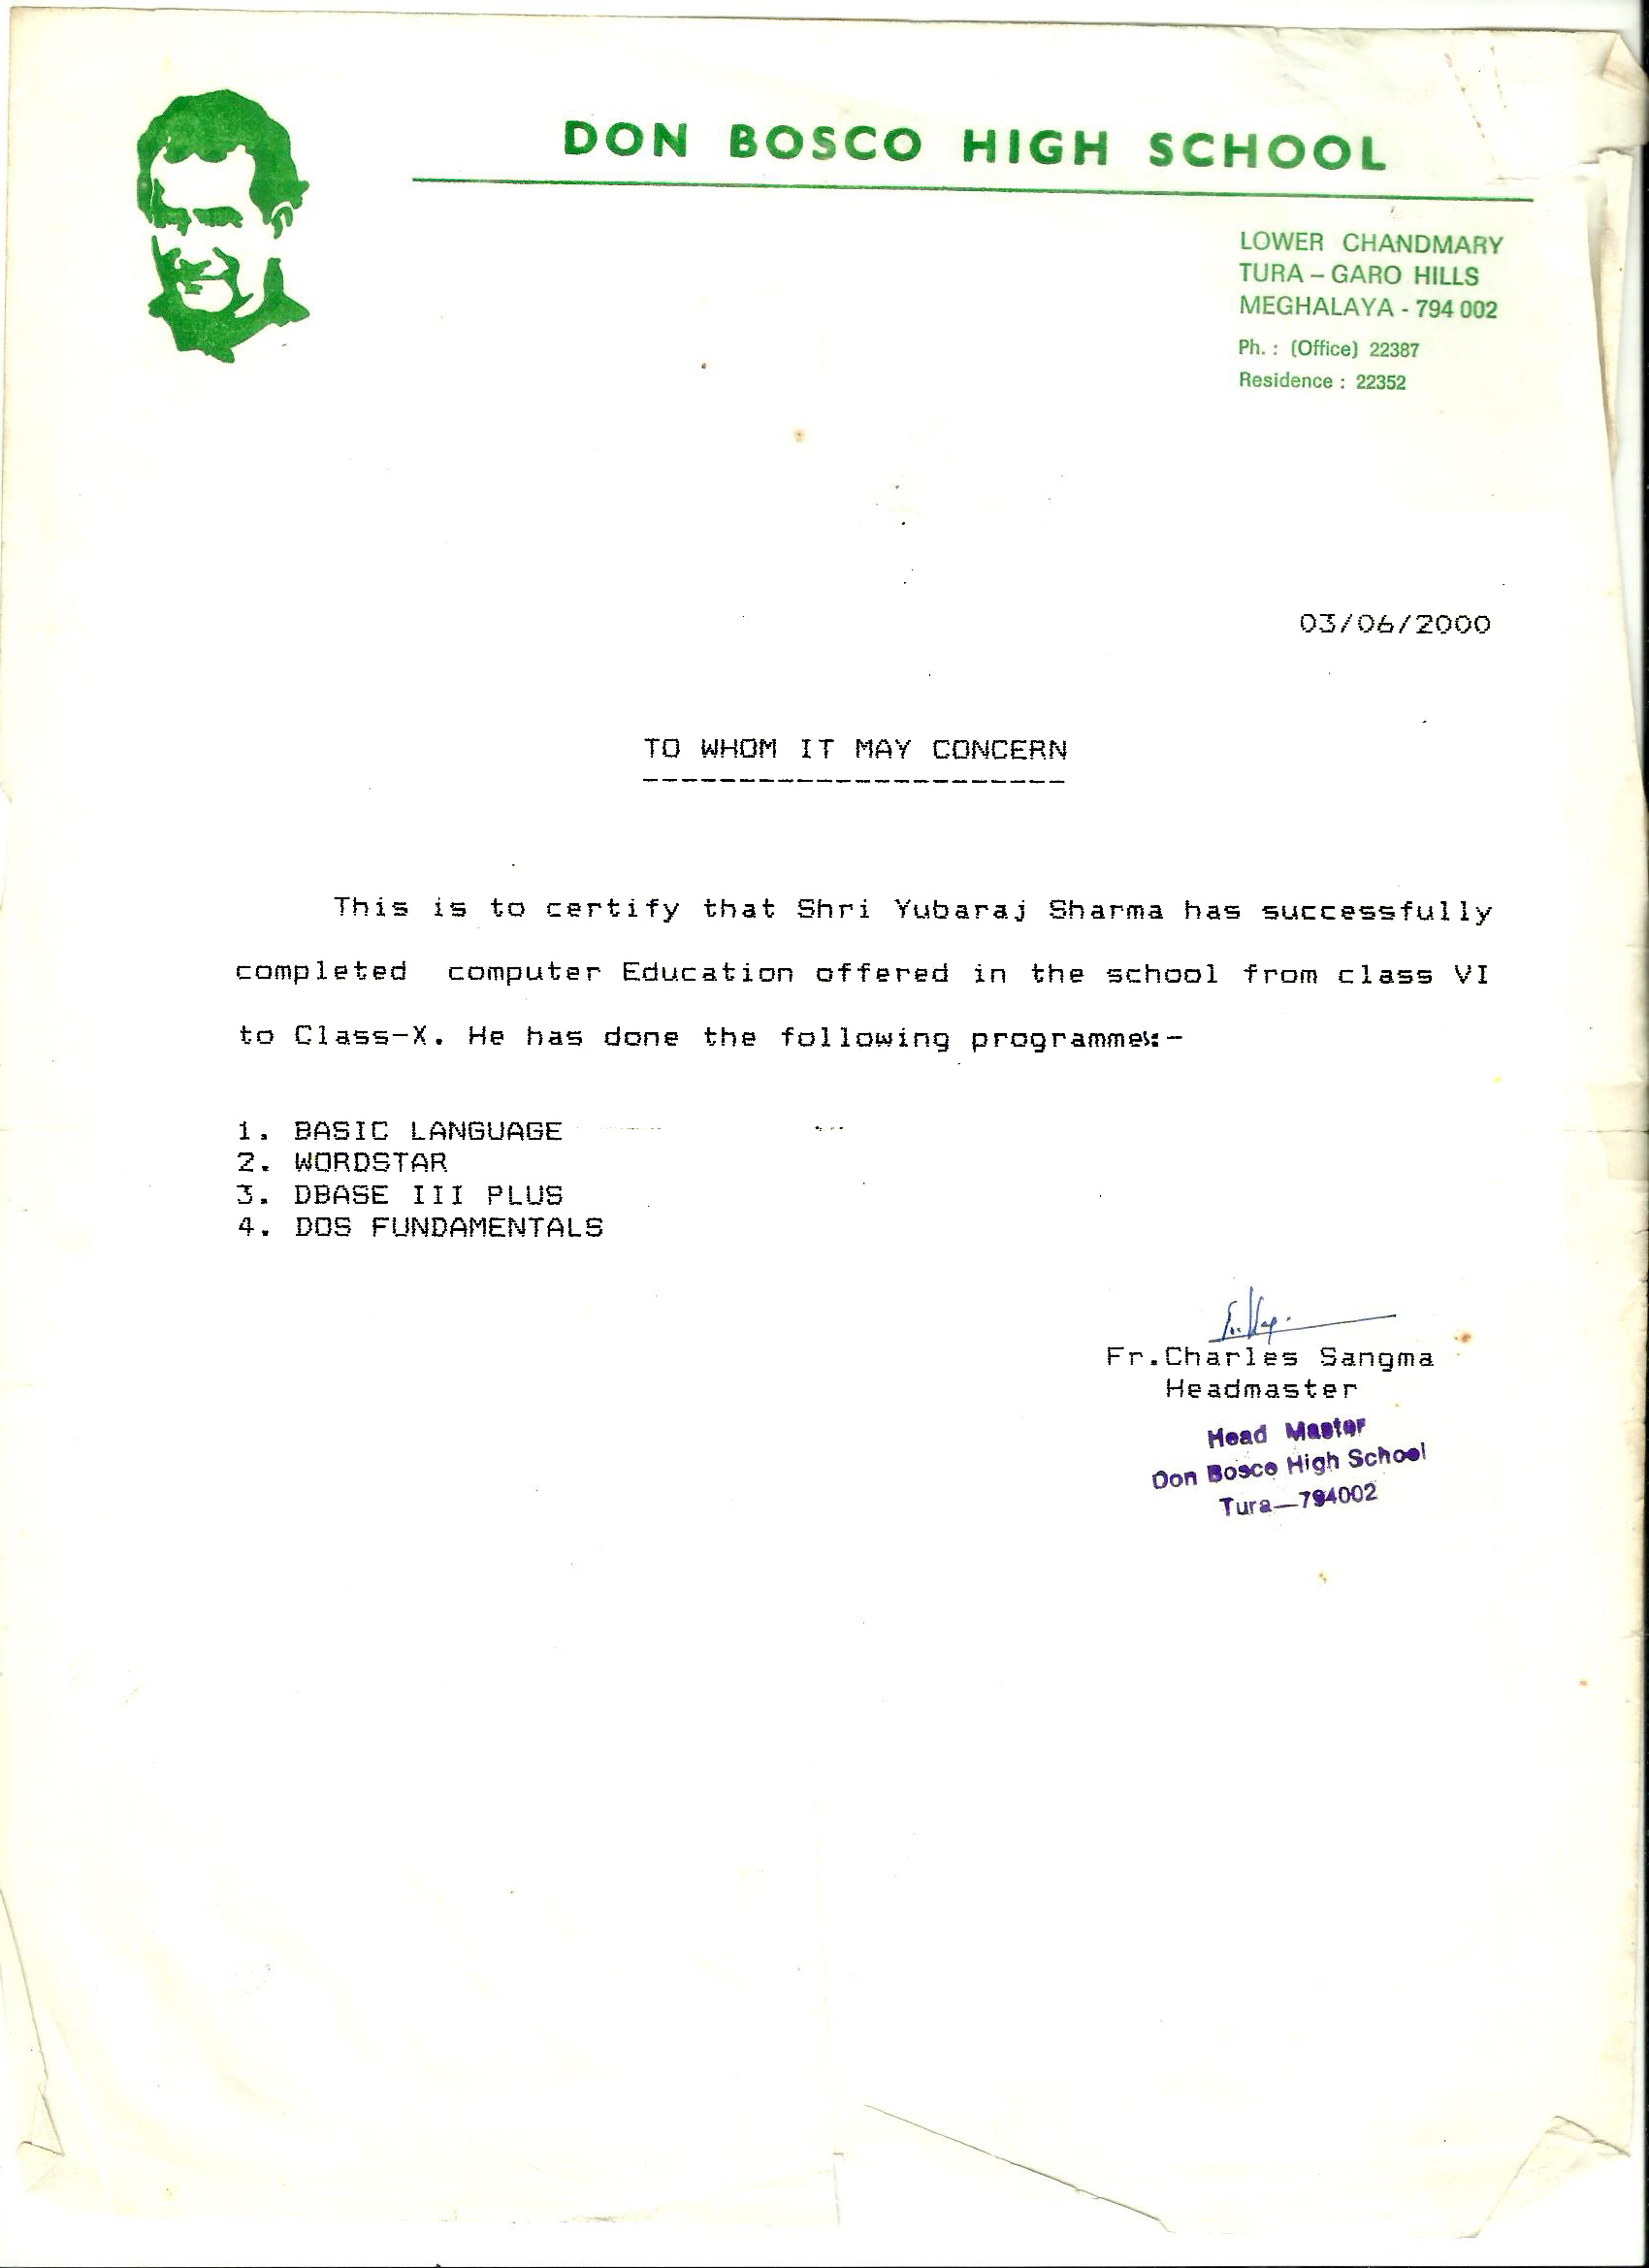 DON BOSCO HIGH SCHOOL
LOWER CHANDMARY
TURA – GARO HILLS
MEGHALAYA - 794 002
Ph. : (Office) 22387
Residence : 22352
03/06/2000
TO WHOM IT MAY CONCERN
----------------------
This is to certify that Shri Yubaraj Sharma has successfully
completed computer Education offered in the school from class VI
to Class-X. He has done the following programmes:-
1. BASIC LANGUAGE
2. WORDSTAR
3. DBASE III PLUS
4. DOS FUNDAMENTALS
Fr.Charles Sangma
Headmaster
Head Master
Don Bosco High School
Tura—794002